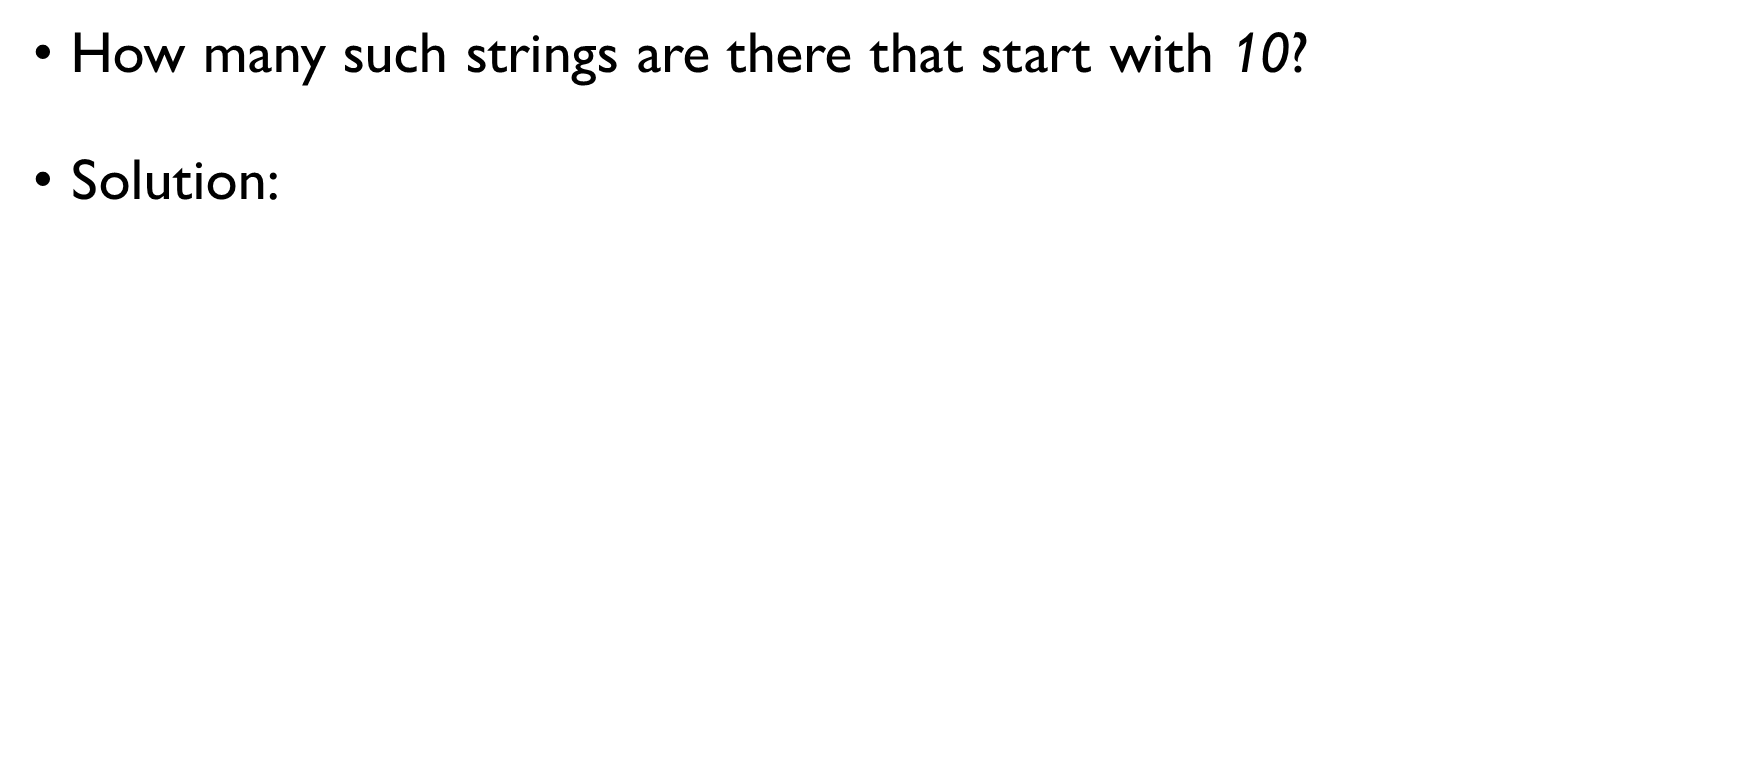 • How many such strings are there that start with 10?
• Solution: